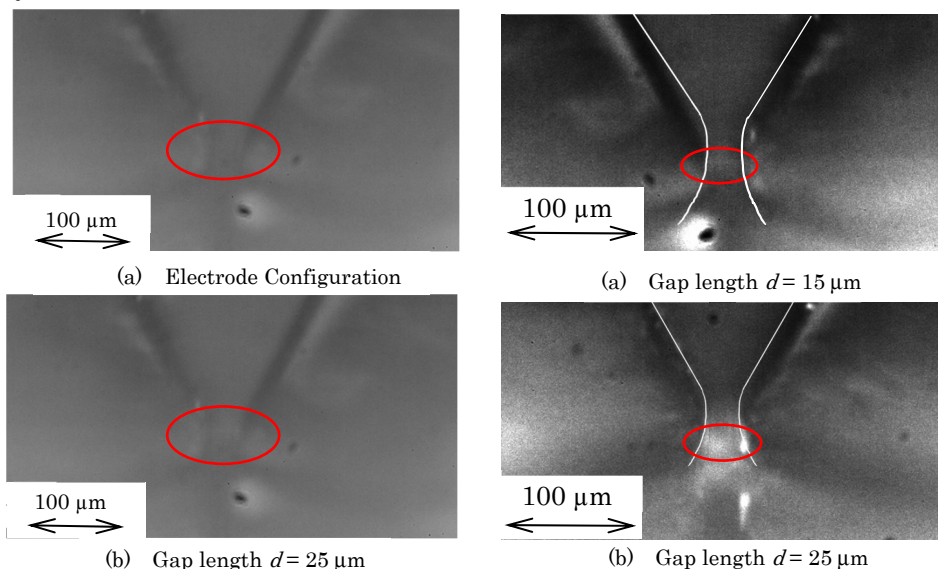 100 µm
(a) Electrode Configuration
100 µm
(b) Gap length d = 25 µm
100 µm
(a) Gap length d = 15 µm
100 µm
(b) Gap length d = 25 µm